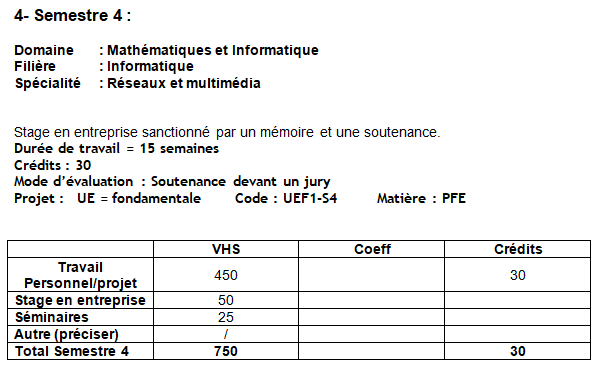 4- Semestre 4 :
Domaine : Mathématiques et Informatique
Filière : Informatique
Spécialité : Réseaux et multimédia
Stage en entreprise sanctionné par un mémoire et une soutenance.
Durée de travail = 15 semaines
Crédits : 30
Mode d'évaluation : Soutenance devant un jury
Projet : UE = fondamentale Code : UEF1-S4 Matière : PFE
VHS Coeff Crédits
Travail
Personnel/projet 450 30
Stage en entreprise 50
Séminaires 25
Autre (préciser) /
Total Semestre 4 750 30